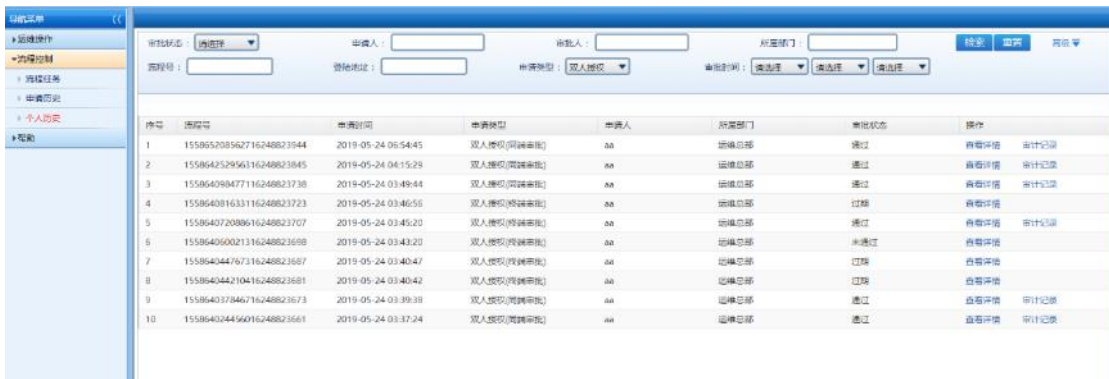 导航菜单
运维操作
流程控制
流程任务
申请历史
个人历史
帮助
审批状态： 请选择 申请人： 审批人： 所属部门： 检索 重置 高级
流程号： 登陆地址： 申请类型： 双人授权 审批时间： 请选择 请选择 请选择
序号 流程号 申请时间 申请类型 申请人 所属部门 审批状态 操作
1 155865208562716248823944 2019-05-24 06:54:45 双人授权(同端审批) aa 运维总部 通过 查看详情 审计记录
2 1558642529563116248823845 2019-05-24 04:15:29 双人授权(同端审批) aa 运维总部 通过 查看详情 审计记录
3 1558640984771116248823738 2019-05-24 03:49:44 双人授权(同端审批) aa 运维总部 通过 查看详情 审计记录
4 1558640816331116248823723 2019-05-24 03:46:56 双人授权(终端审批) aa 运维总部 过期 查看详情
5 155864072088616248823707 2019-05-24 03:45:20 双人授权(终端审批) aa 运维总部 通过 查看详情 审计记录
6 155864060021316248823698 2019-05-24 03:43:20 双人授权(终端审批) aa 运维总部 未通过 查看详情
7 155864044767316248823687 2019-05-24 03:40:47 双人授权(终端审批) aa 运维总部 过期 查看详情
8 155864044210416248823681 2019-05-24 03:40:42 双人授权(终端审批) aa 运维总部 过期 查看详情
9 155864037846716248823673 2019-05-24 03:39:38 双人授权(同端审批) aa 运维总部 通过 查看详情 审计记录
10 155864024456016248823661 2019-05-24 03:37:24 双人授权(同端审批) aa 运维总部 通过 查看详情 审计记录